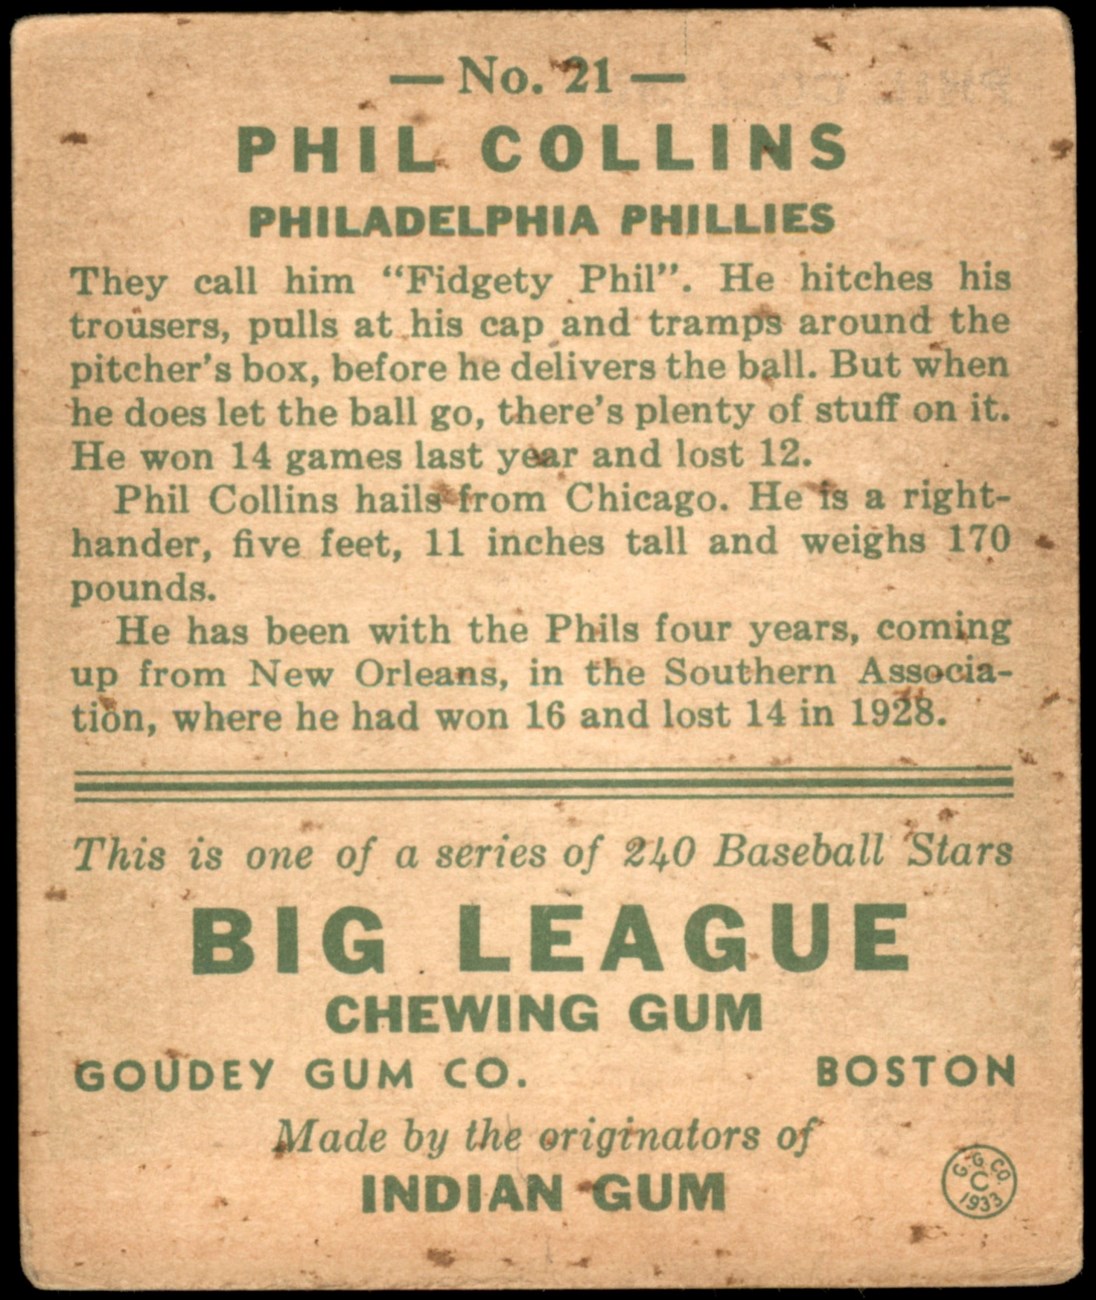 — No. 21 —
PHIL COLLINS
PHILADELPHIA PHILLIES
They call him “Fidgety Phil”. He hitches his
trousers, pulls at his cap and tramps around the
pitcher's box, before he delivers the ball. But when
he does let the ball go, there's plenty of stuff on it.
He won 14 games last year and lost 12.
Phil Collins hails from Chicago. He is a right-
hander, five feet, 11 inches tall and weighs 170
pounds.
He has been with the Phils four years, coming
up from New Orleans, in the Southern Associa-
tion, where he had won 16 and lost 14 in 1928.
This is one of a series of 240 Baseball Stars
BIG LEAGUE
CHEWING GUM
GOUDEY GUM CO. BOSTON
Made by the originators of
INDIAN GUM
G. G. CO.
C
1933